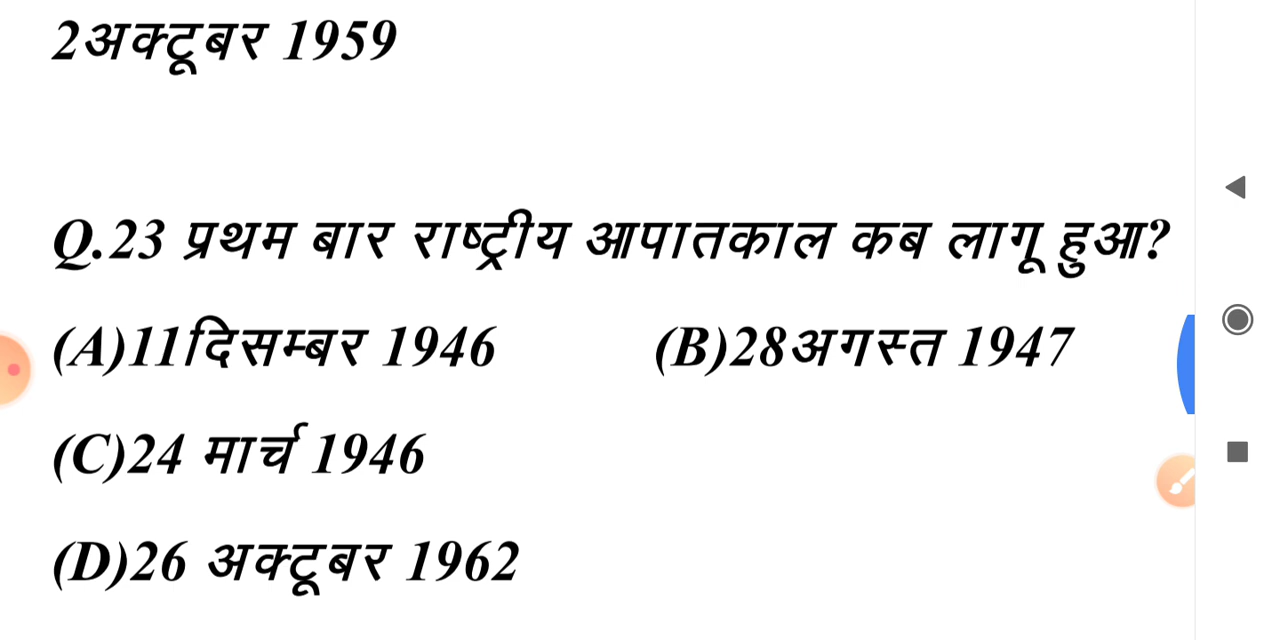 2अक्टूबर 1959
Q.23 प्रथम बार राष्ट्रीय आपातकाल कब लागू हुआ?
(A)11दिसम्बर 1946 (B)28अगस्त 1947
(C)24 मार्च 1946
(D)26 अक्टूबर 1962